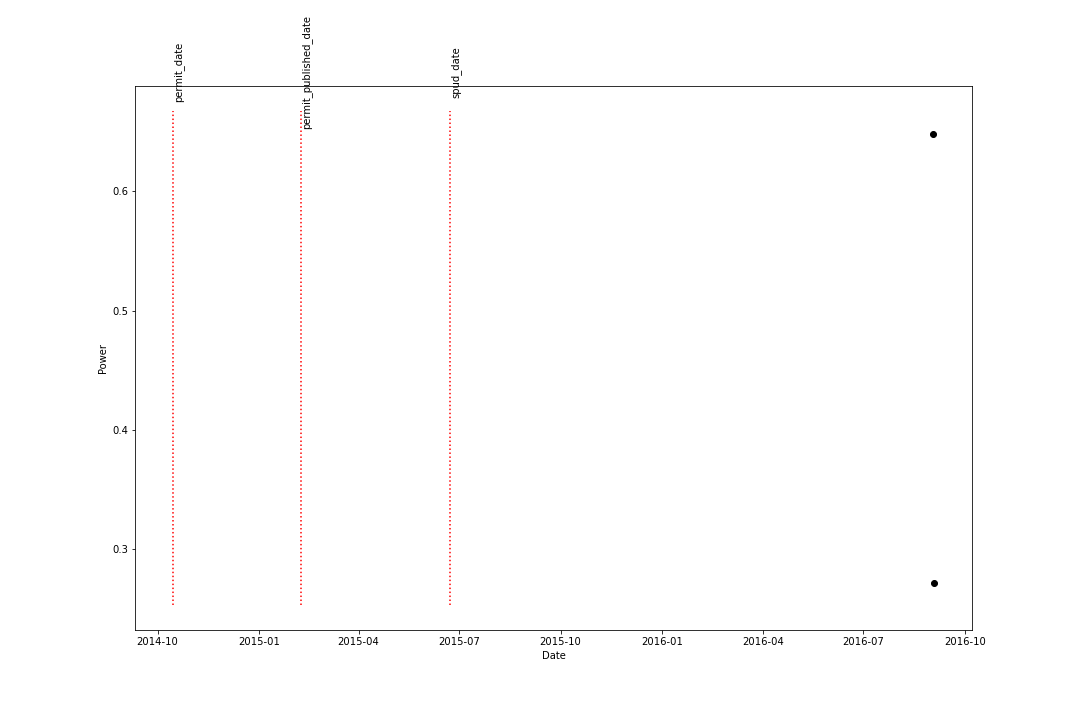 permit_date
permit_published_date
spud_date
0.6
0.5
0.4
0.3
Power
2014-10
2015-01
2015-04
2015-07
2015-10
2016-01
2016-04
2016-07
2016-10
Date